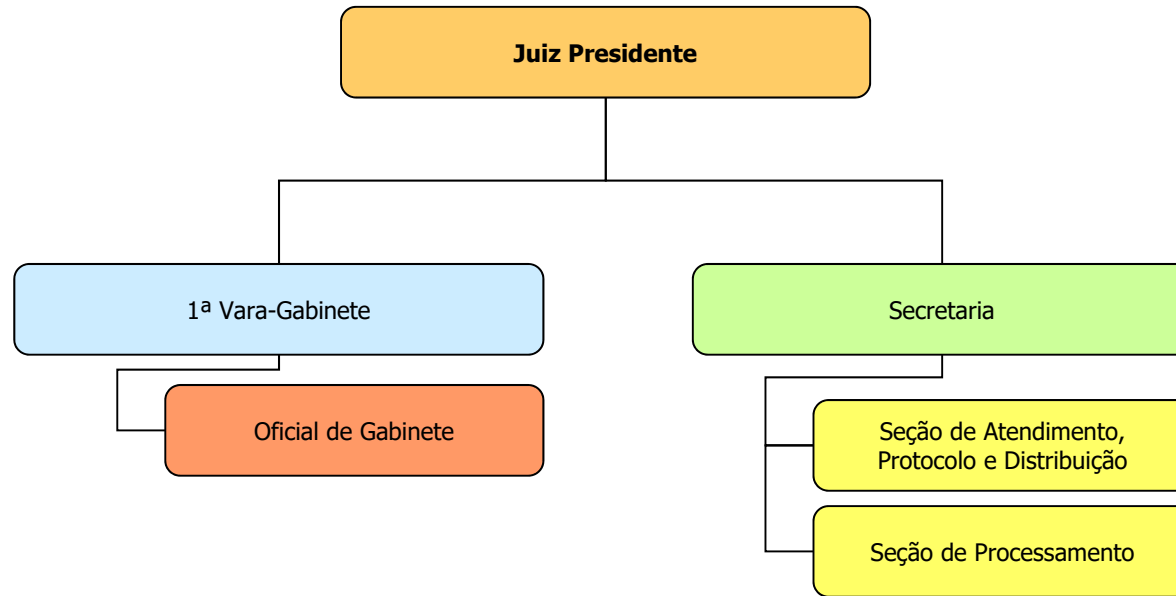 Juiz Presidente
1ª Vara-Gabinete
Oficial de Gabinete
Secretaria
Seção de Atendimento,
Protocolo e Distribuição
Seção de Processamento